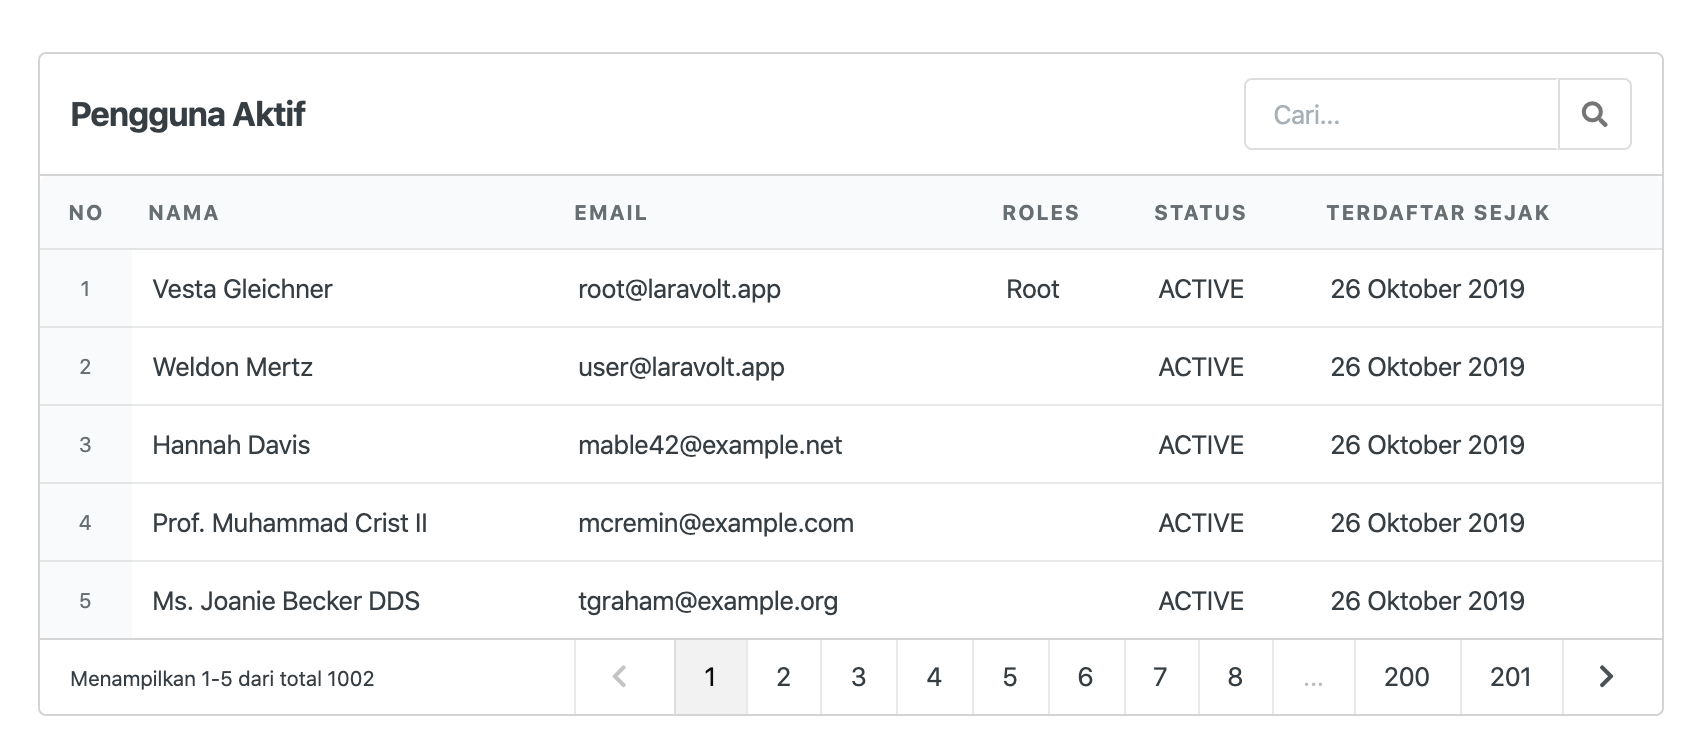 Pengguna Aktif
Cari...
NO NAMA EMAIL ROLES STATUS TERDAFTAR SEJAK
1 Vesta Gleichner root@laravolt.app Root ACTIVE 26 Oktober 2019
2 Weldon Mertz user@laravolt.app ACTIVE 26 Oktober 2019
3 Hannah Davis mable42@example.net ACTIVE 26 Oktober 2019
4 Prof. Muhammad Crist II mcremin@example.com ACTIVE 26 Oktober 2019
5 Ms. Joanie Becker DDS tgraham@example.org ACTIVE 26 Oktober 2019
Menampilkan 1-5 dari total 1002 1 2 3 4 5 6 7 8 ... 200 201